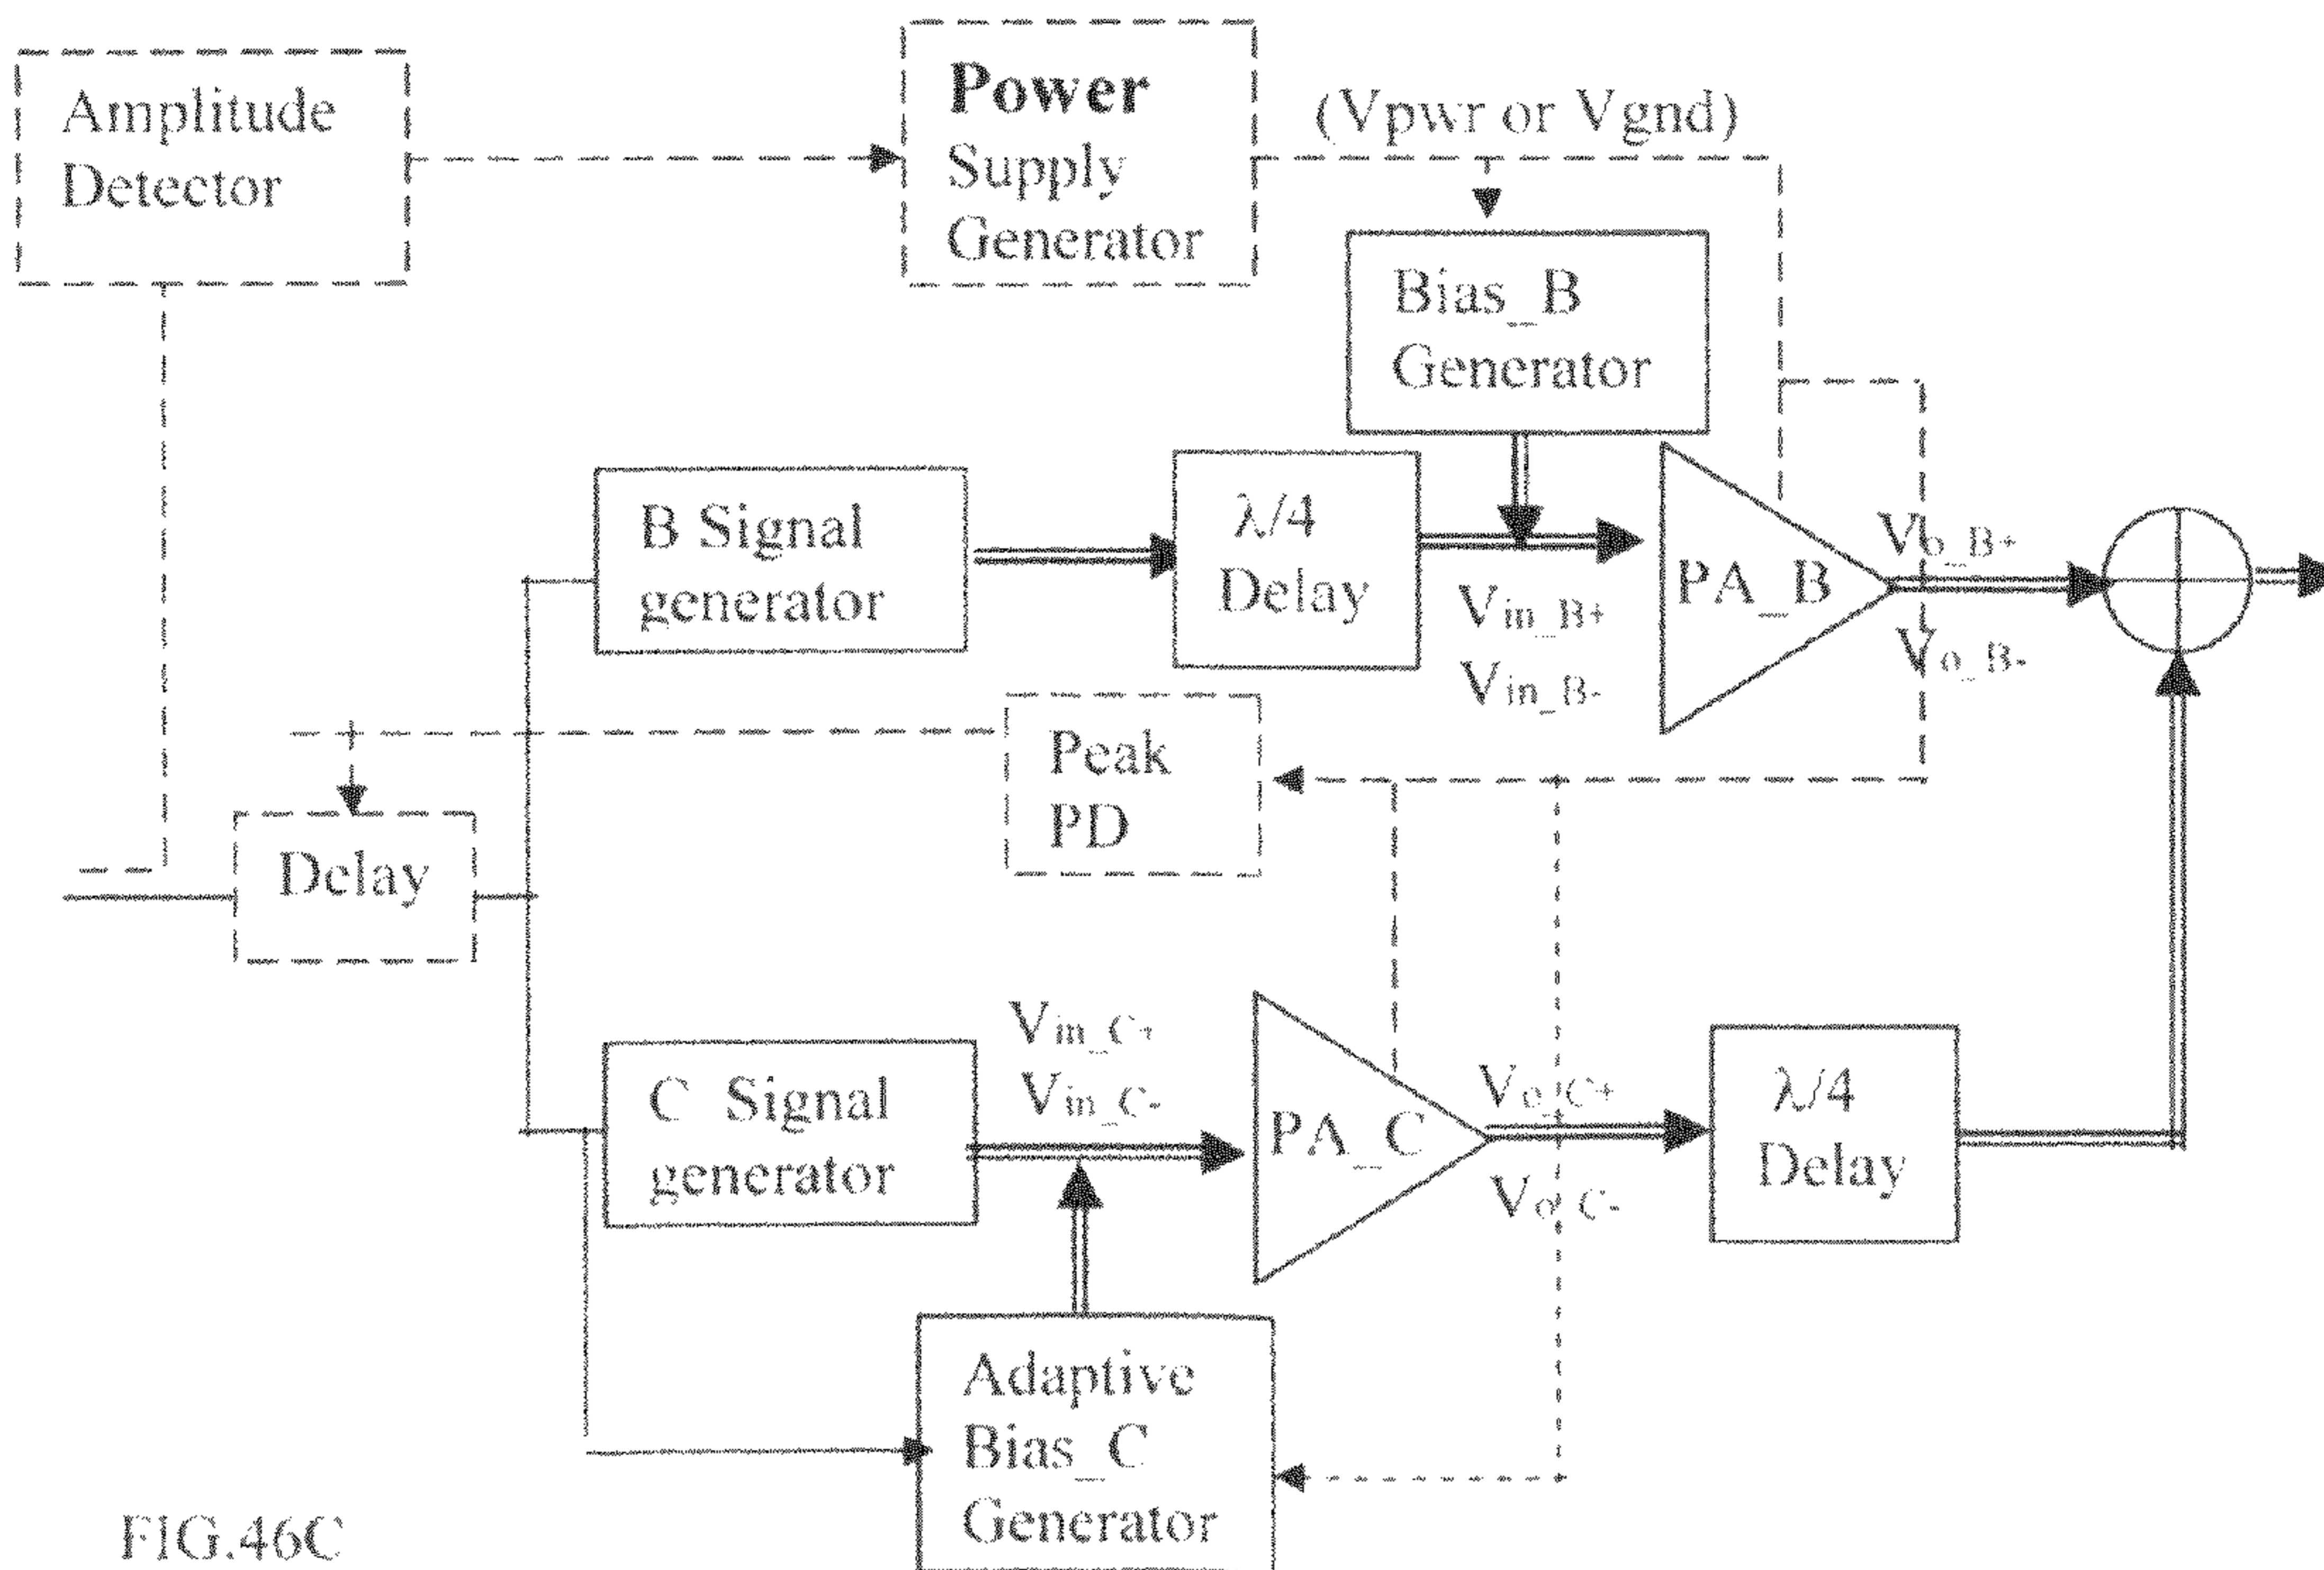 Amplitude
Detector
Power
Supply
Generator
(Vpwr or Vgnd)
Bias_B
Generator
B Signal
generator
λ/4
Delay
Vin_B+
Vin_B-
PA_B
Vo_B+
Vo_B-
Peak
PD
Delay
C Signal
generator
Vin_C+
Vin_C-
PA_C
Vo_C+
Vo_C-
λ/4
Delay
Adaptive
Bias_C
Generator
FIG.46C